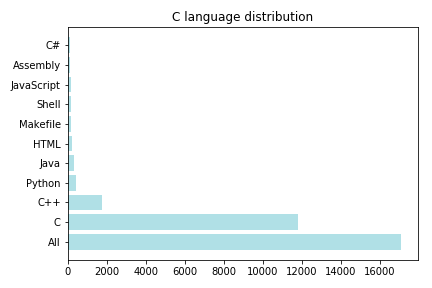 C language distribution
C#
Assembly
JavaScript
Shell
Makefile
HTML
Java
Python
C++
C
All
0 2000 4000 6000 8000 10000 12000 14000 16000